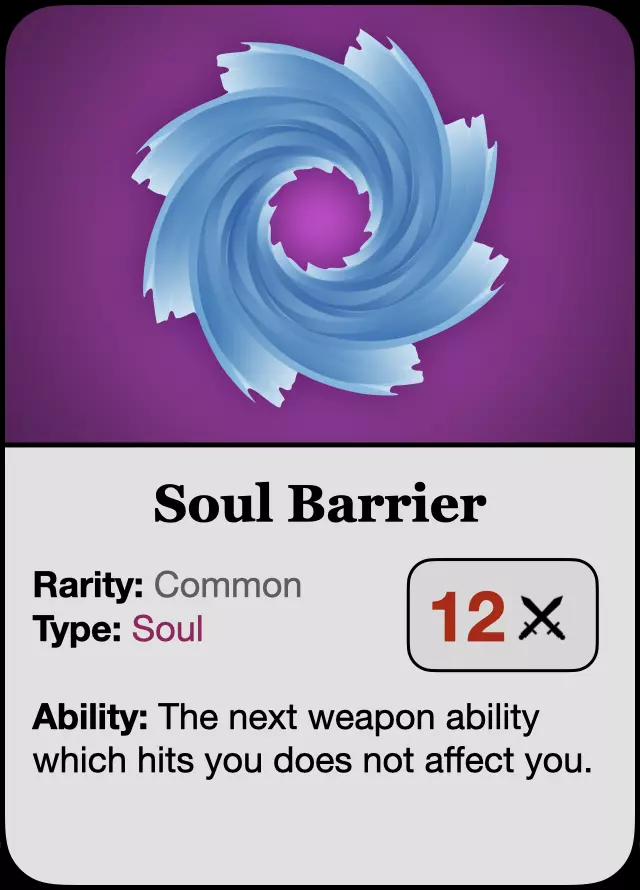 Soul Barrier
Rarity: Common
Type: Soul
12
Ability: The next weapon ability
which hits you does not affect you.